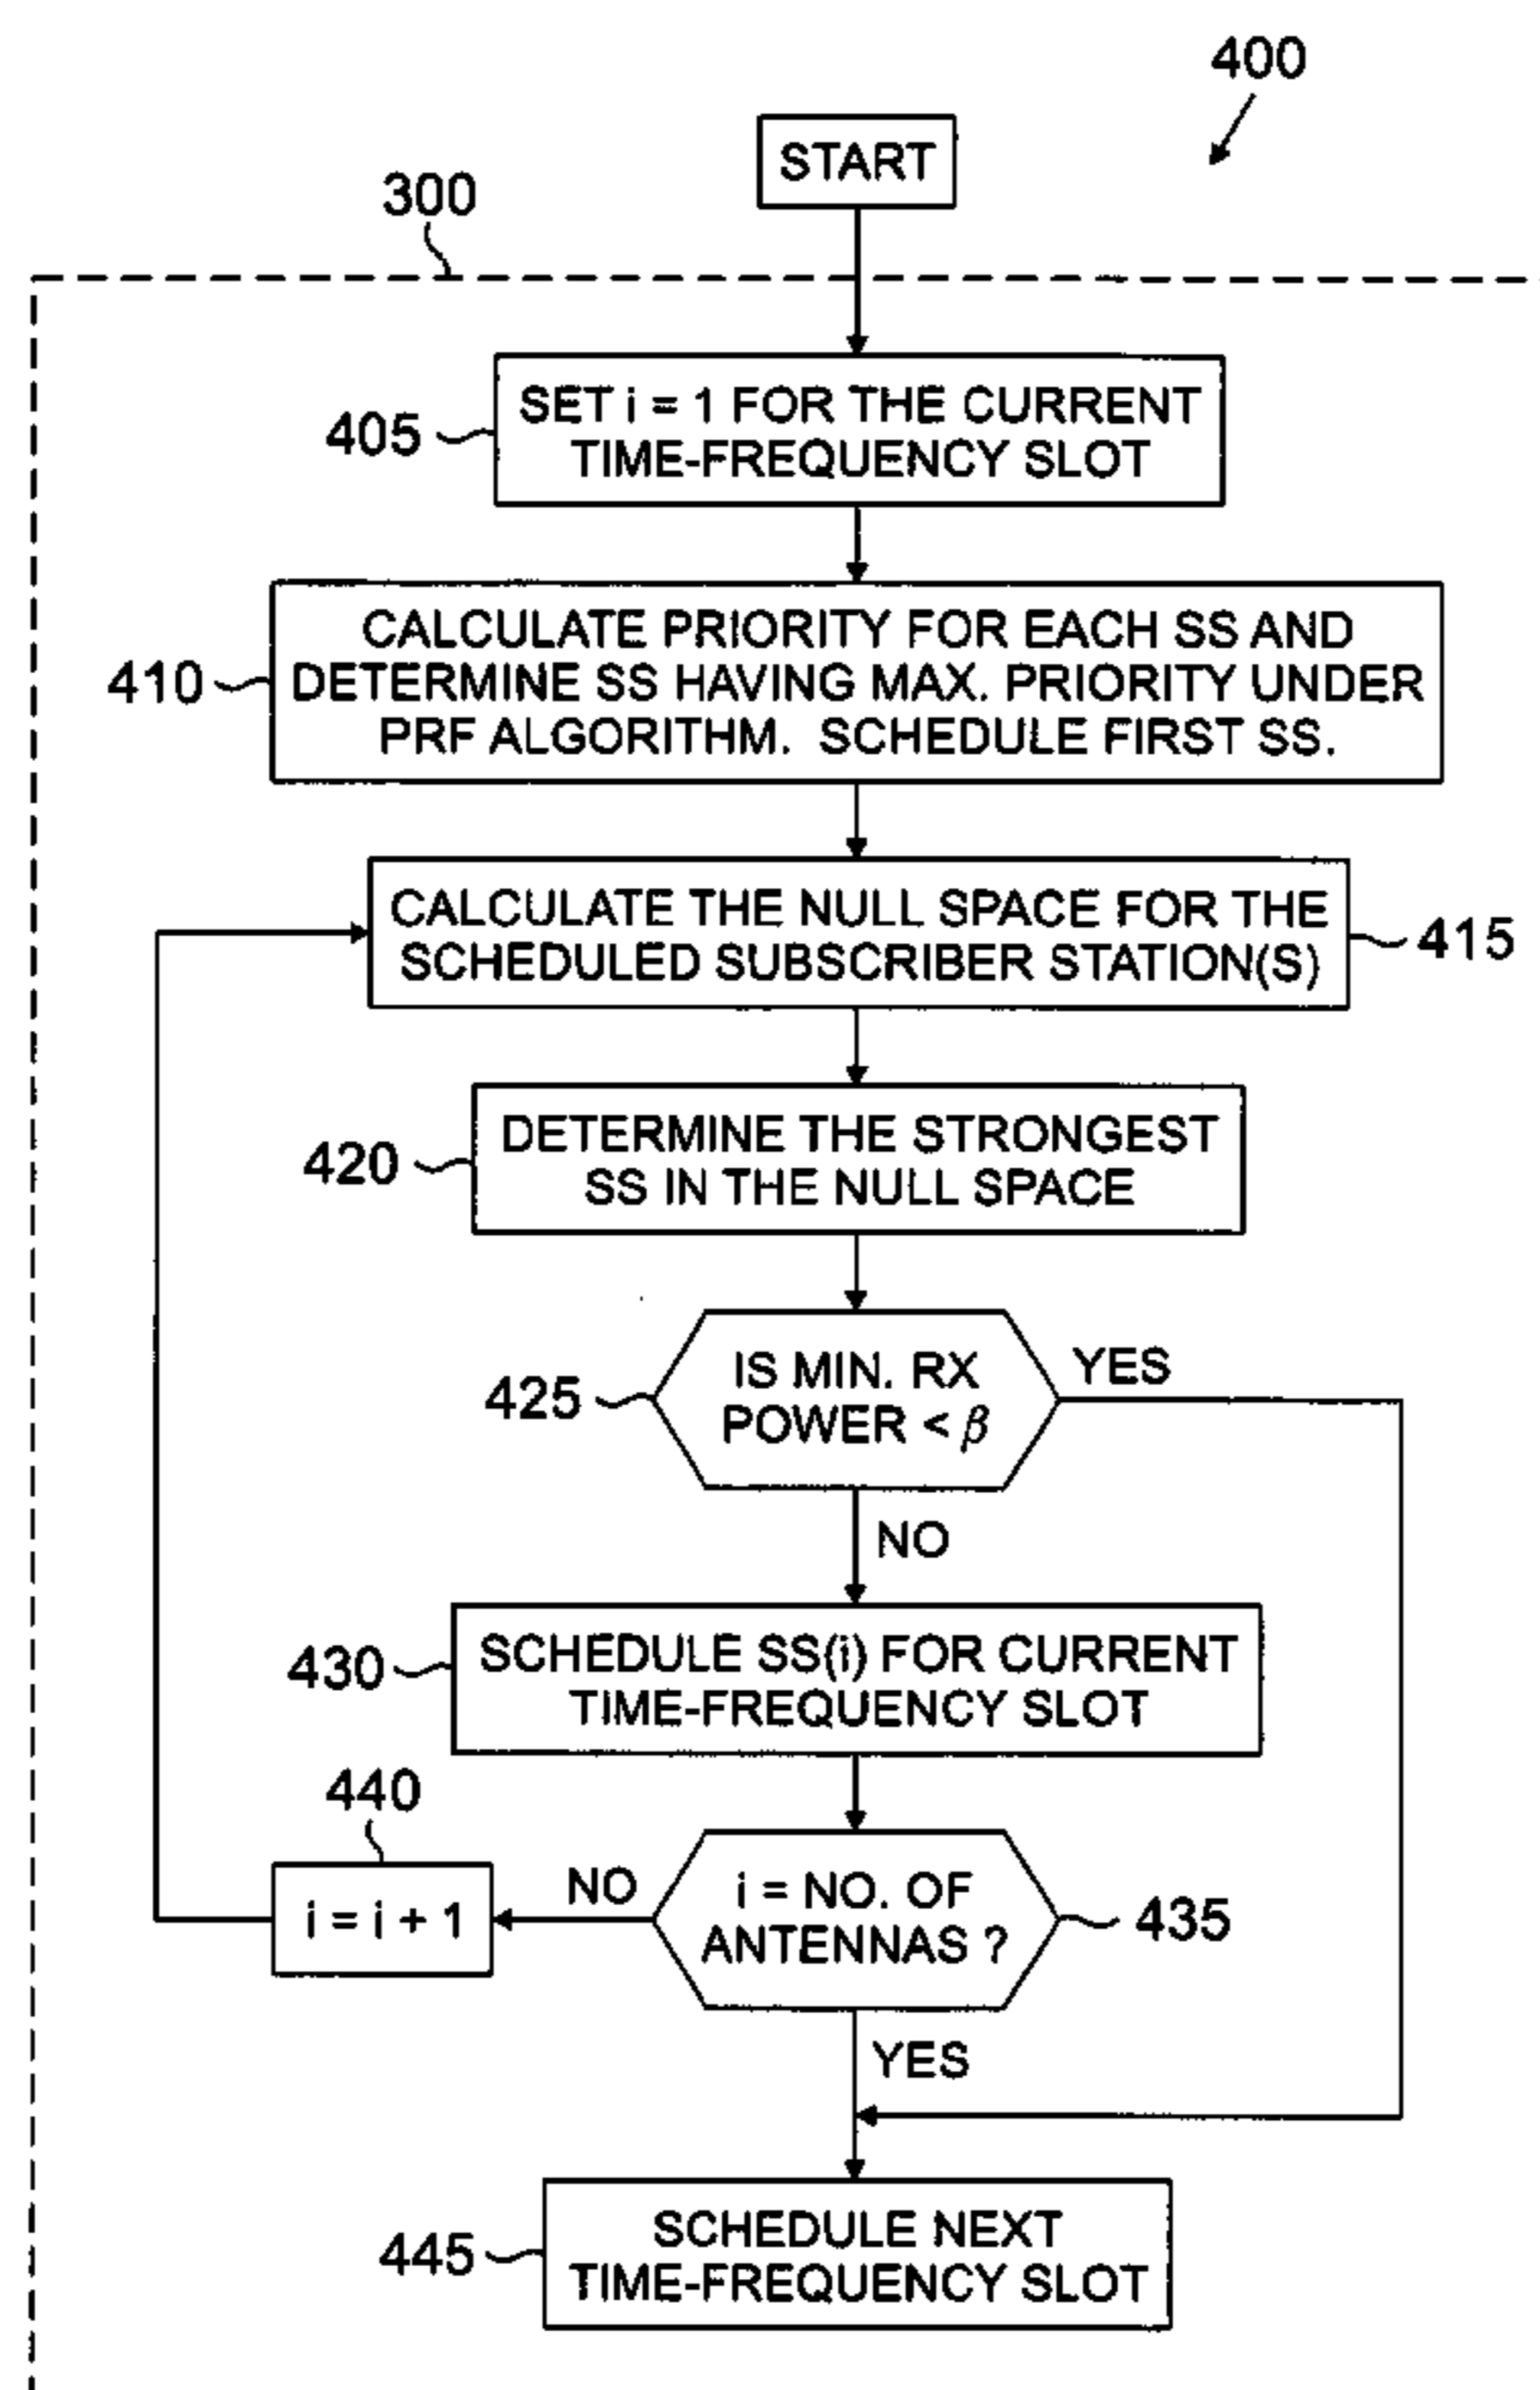 400
START
300
405
SET i = 1 FOR THE CURRENT
TIME-FREQUENCY SLOT
410
CALCULATE PRIORITY FOR EACH SS AND
DETERMINE SS HAVING MAX. PRIORITY UNDER
PRF ALGORITHM. SCHEDULE FIRST SS.
CALCULATE THE NULL SPACE FOR THE
SCHEDULED SUBSCRIBER STATION(S)
415
420
DETERMINE THE STRONGEST
SS IN THE NULL SPACE
425
IS MIN. RX
POWER < β
YES
NO
430
SCHEDULE SS(i) FOR CURRENT
TIME-FREQUENCY SLOT
440
i = i + 1
NO
i = NO. OF
ANTENNAS ?
435
YES
445
SCHEDULE NEXT
TIME-FREQUENCY SLOT